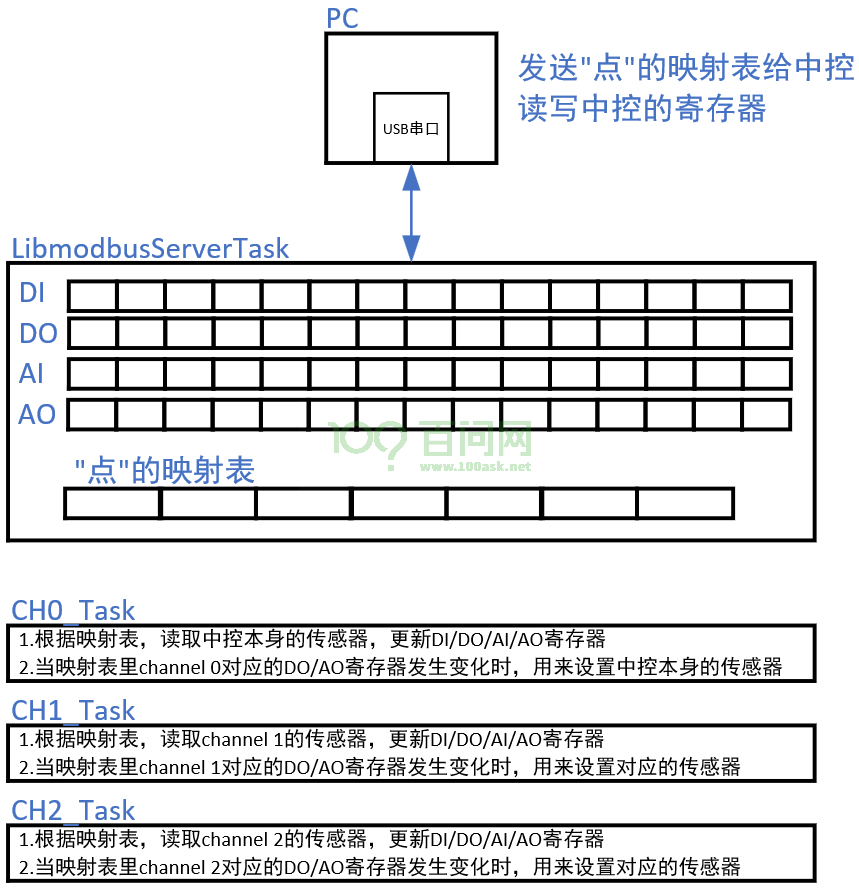 PC
发送"点"的映射表给中控
读写中控的寄存器
USB串口
LibmodbusServerTask
DI
DO
AI
AO
百问网
www.100ask.net
"点"的映射表
CH0_Task
1.根据映射表，读取中控本身的传感器，更新DI/DO/AI/AO寄存器
2.当映射表里channel 0对应的DO/AO寄存器发生变化时，用来设置中控本身的传感器
CH1_Task
1.根据映射表，读取channel 1的传感器，更新DI/DO/AI/AO寄存器
2.当映射表里channel 1对应的DO/AO寄存器发生变化时，用来设置对应的传感器
CH2_Task
1.根据映射表，读取channel 2的传感器，更新DI/DO/AI/AO寄存器
2.当映射表里channel 2对应的DO/AO寄存器发生变化时，用来设置对应的传感器